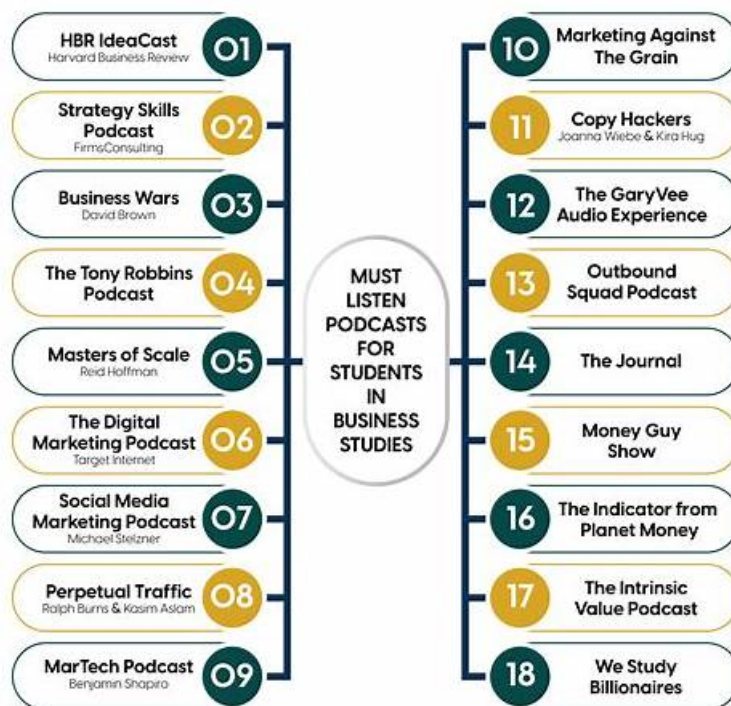 HBR IdeaCast
Harvard Business Review
01
Strategy Skills
Podcast
FirmsConsulting
02
Business Wars
David Brown
03
The Tony Robbins
Podcast
04
Masters of Scale
Reid Hoffman
05
The Digital
Marketing Podcast
Target Internet
06
Social Media
Marketing Podcast
Michael Stelzner
07
Perpetual Traffic
Ralph Burns & Kasim Aslam
08
MarTech Podcast
Benjamin Shapiro
09
MUST
LISTEN
PODCASTS
FOR
STUDENTS
IN
BUSINESS
STUDIES
10
Marketing Against
The Grain
11
Copy Hackers
Joanna Wiebe & Kira Hug
12
The GaryVee
Audio Experience
13
Outbound
Squad Podcast
14
The Journal
15
Money Guy
Show
16
The Indicator from
Planet Money
17
The Intrinsic
Value Podcast
18
We Study
Billionaires